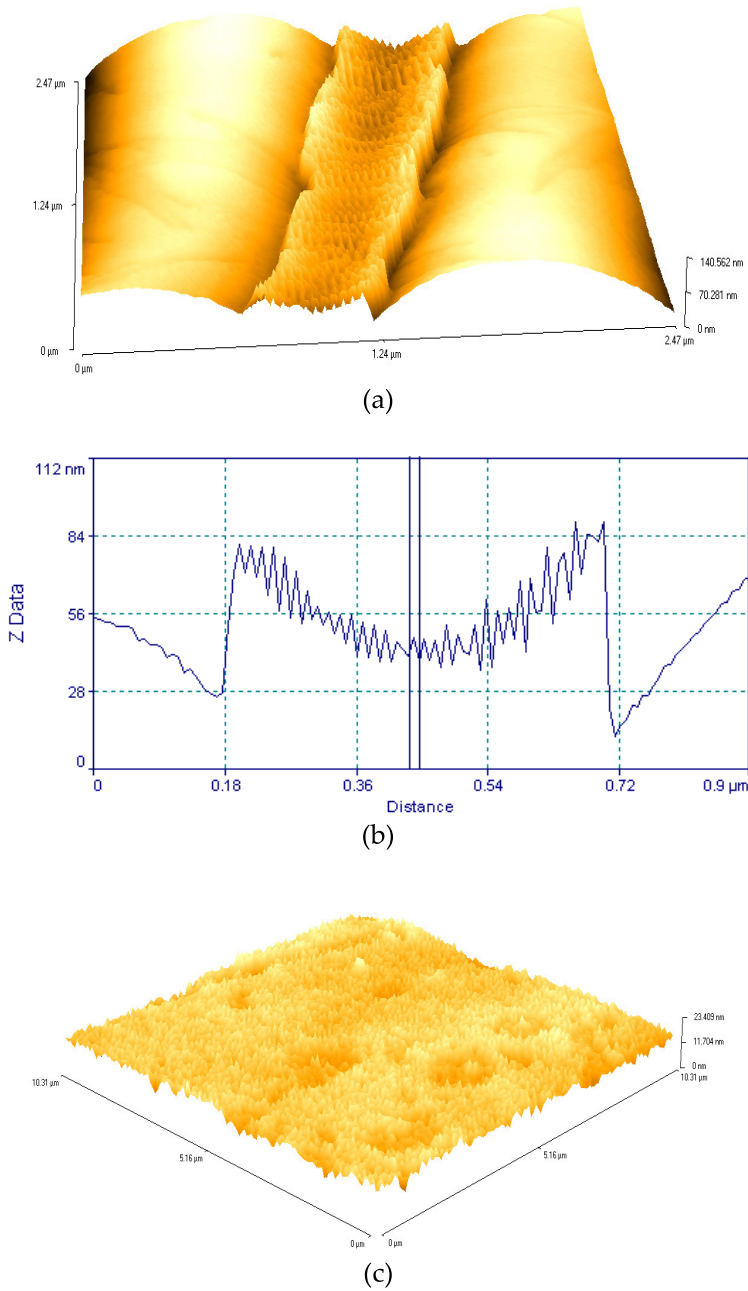 2.47 µm
1.24 µm
0 µm
0 µm
1.24 µm
2.47 µm
140.562 nm
70.281 nm
0 nm
(a)
112 nm
84
56
28
0
Z Data
0
0.18
0.36
0.54
0.72
0.9 µm
Distance
(b)
23.409 nm
11.704 nm
0 nm
10.31 µm
10.31 µm
5.16 µm
5.16 µm
0 µm
0 µm
(c)